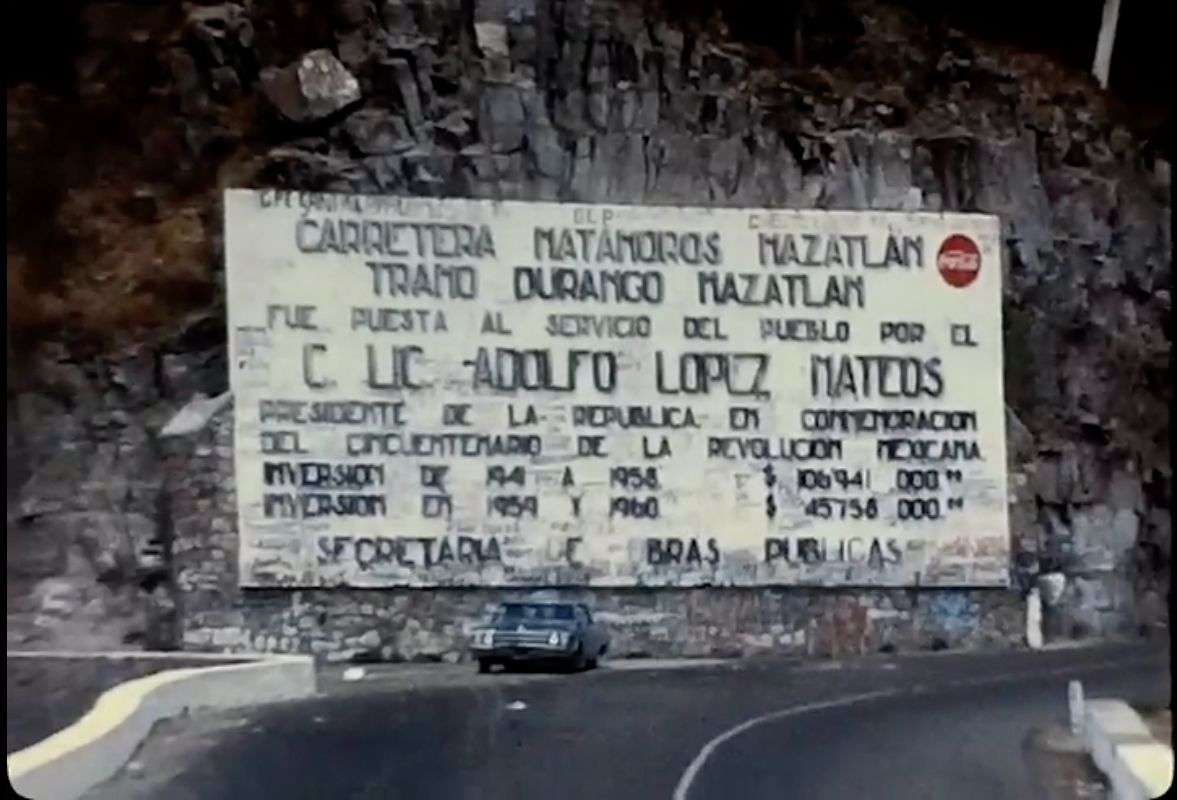 CARRETERA MATAMOROS MAZATLAN
TRAMO DURANGO MAZATLAN
FUE PUESTA AL SERVICIO DEL PUEBLO POR EL
C. LIC. ADOLFO LOPEZ MATEOS
PRESIDENTE DE LA REPUBLICA EN CONMEMORACION
DEL CINCUENTENARIO DE LA REVOLUCION MEXICANA
INVERSION DE 1941 A 1958 $ 106941 000.00
INVERSION EN 1959 Y 1960 $ 45758 000.00
SECRETARIA DE OBRAS PUBLICAS